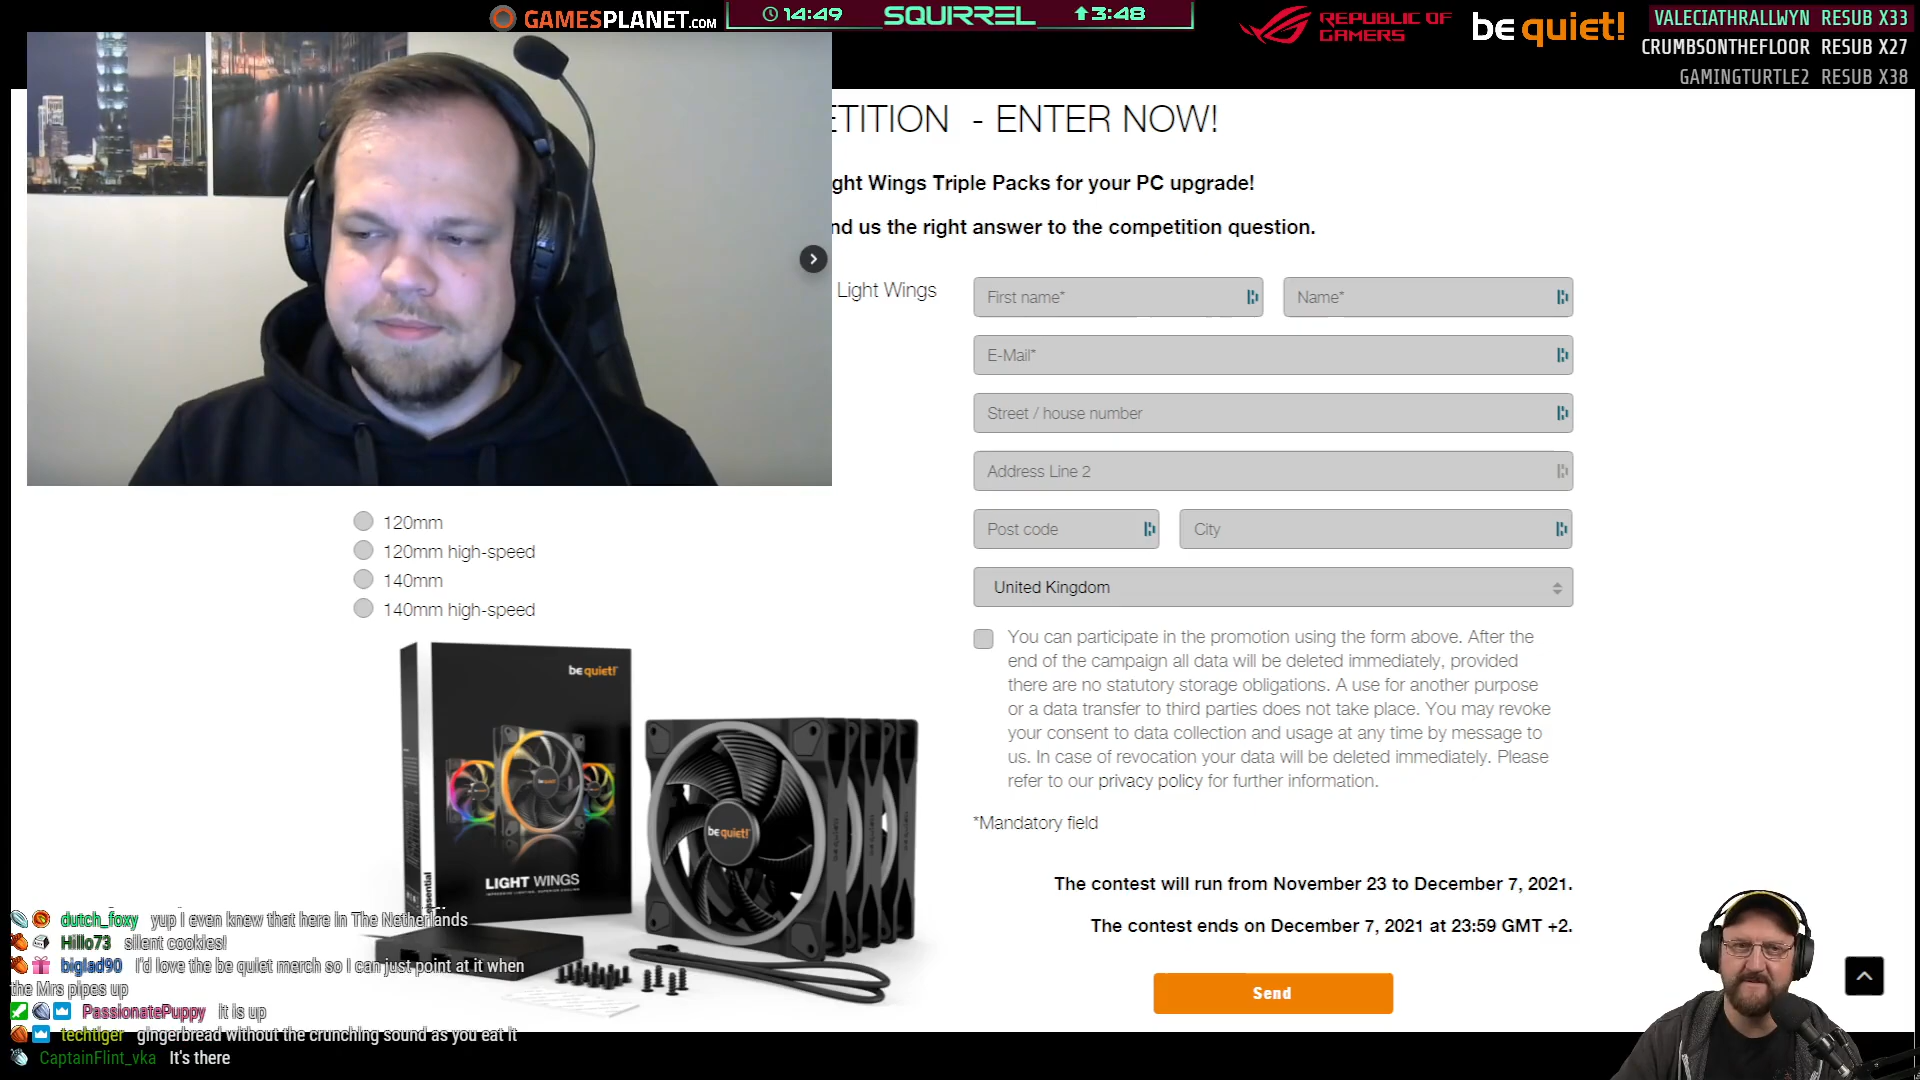 GAMESPLANET.COM
14:49
SQUIRREL
3:48
REPUBLIC OF
GAMERS
be quiet!
VALECIATHRALLWYN RESUB X33
CRUMBSONTHEFLOOR RESUB X27
GAMINGTURTLE2 RESUB X38
ETITION - ENTER NOW!
ght Wings Triple Packs for your PC upgrade!
nd us the right answer to the competition question.
Light Wings
First name*
Name*
E-Mail*
Street / house number
Address Line 2
Post code
City
United Kingdom
120mm
120mm high-speed
140mm
140mm high-speed
You can participate in the promotion using the form above. After the
end of the campaign all data will be deleted immediately, provided
there are no statutory storage obligations. A use for another purpose
or a data transfer to third parties does not take place. You may revoke
your consent to data collection and usage at any time by message to
us. In case of revocation your data will be deleted immediately. Please
refer to our privacy policy for further information.
*Mandatory field
The contest will run from November 23 to December 7, 2021.
The contest ends on December 7, 2021 at 23:59 GMT +2.
Send
be quiet!
LIGHT WINGS
be quiet!
dutch_foxy yup I even knew that here in The Netherlands
Hillo73 silent cookies!
biglad90 I'd love the be quiet merch so I can just point at it when
the Mrs pipes up
PassionatePuppy it is up
techtiger gingerbread without the crunching sound as you eat it
CaptainFlint_vka It's there